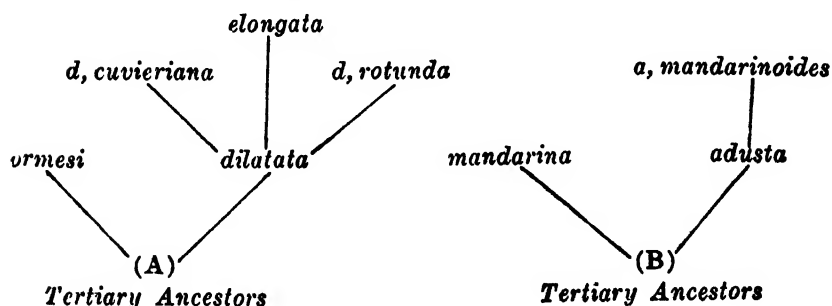 elongata
d, cuvieriana
d, rotunda
a, mandarinoides
vrmesi
dilatata
mandarina
adusta
(A)
(B)
Tertiary Ancestors
Tertiary Ancestors